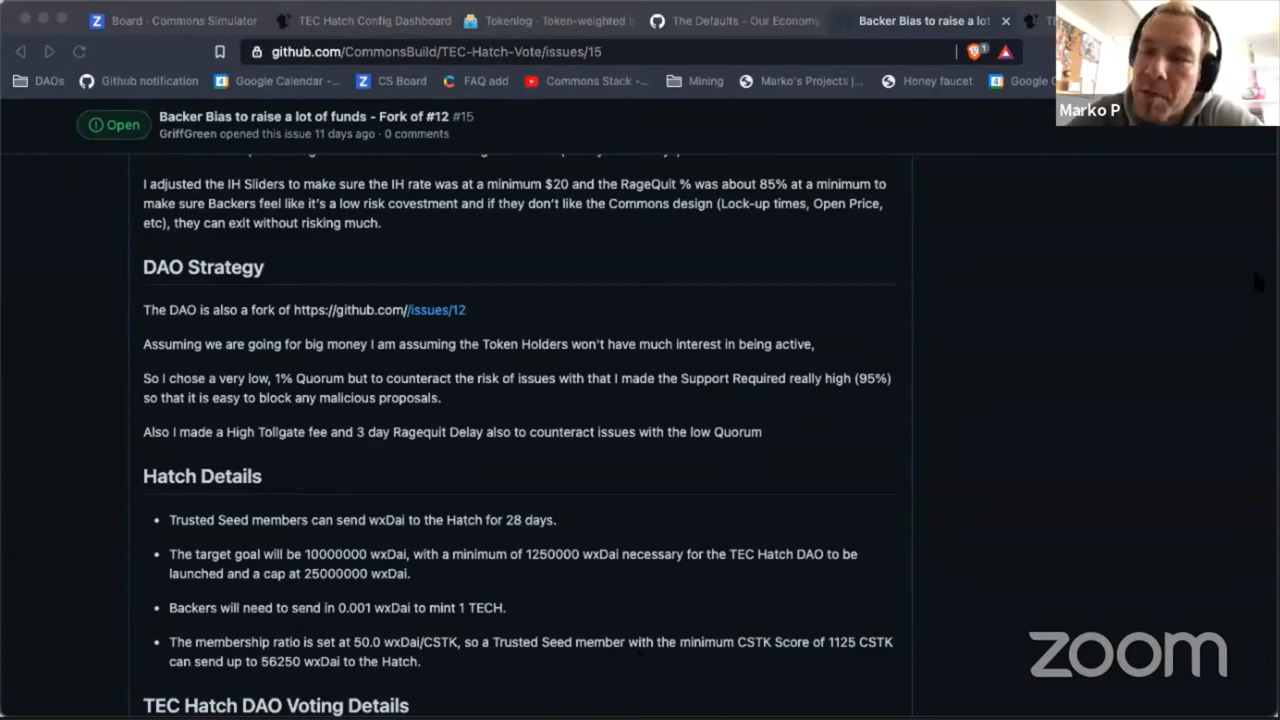 Board · Commons Simulator
TEC Hatch Config Dashboard
Tokenlog · Token-weighted
The Defaults - Our Economy
Backer Bias to raise a lot of
github.com/CommonsBuild/TEC-Hatch-Vote/issues/15
1
DAOs
Github notification
Google Calendar -...
CS Board
FAQ add
Commons Stack -...
Mining
Marko's Projects |...
Honey faucet
Google
Marko P
Open
Backer Bias to raise a lot of funds - Fork of #12 #15
GriffGreen opened this issue 11 days ago · 0 comments
I adjusted the IH Sliders to make sure the IH rate was at a minimum $20 and the RageQuit % was about 85% at a minimum to
make sure Backers feel like it's a low risk covestment and if they don't like the Commons design (Lock-up times, Open Price,
etc), they can exit without risking much.
DAO Strategy
The DAO is also a fork of https://github.com//issues/12
Assuming we are going for big money I am assuming the Token Holders won't have much interest in being active,
So I chose a very low, 1% Quorum but to counteract the risk of issues with that I made the Support Required really high (95%)
so that it is easy to block any malicious proposals.
Also I made a High Tollgate fee and 3 day Ragequit Delay also to counteract issues with the low Quorum
Hatch Details
• Trusted Seed members can send wxDai to the Hatch for 28 days.
• The target goal will be 10000000 wxDai, with a minimum of 1250000 wxDai necessary for the TEC Hatch DAO to be
launched and a cap at 25000000 wxDai.
• Backers will need to send in 0.001 wxDai to mint 1 TECH.
• The membership ratio is set at 50.0 wxDai/CSTK, so a Trusted Seed member with the minimum CSTK Score of 1125 CSTK
can send up to 56250 wxDai to the Hatch.
TEC Hatch DAO Voting Details
zoom